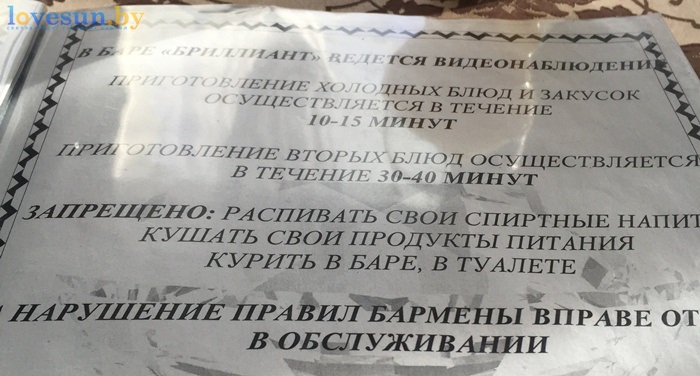 lovesun.by
В БАРЕ «БРИЛЛИАНТ» ВЕДЕТСЯ ВИДЕОНАБЛЮДЕНИЕ
ПРИГОТОВЛЕНИЕ ХОЛОДНЫХ БЛЮД И ЗАКУСОК
ОСУЩЕСТВЛЯЕТСЯ В ТЕЧЕНИЕ
10-15 МИНУТ
ПРИГОТОВЛЕНИЕ ВТОРЫХ БЛЮД ОСУЩЕСТВЛЯЕТСЯ
В ТЕЧЕНИЕ 30-40 МИНУТ
ЗАПРЕЩЕНО: РАСПИВАТЬ СВОИ СПИРТНЫЕ НАПИТ
КУШАТЬ СВОИ ПРОДУКТЫ ПИТАНИЯ
КУРИТЬ В БАРЕ, В ТУАЛЕТЕ
НАРУШЕНИЕ ПРАВИЛ БАРМЕНЫ ВПРАВЕ ОТ
В ОБСЛУЖИВАНИИ